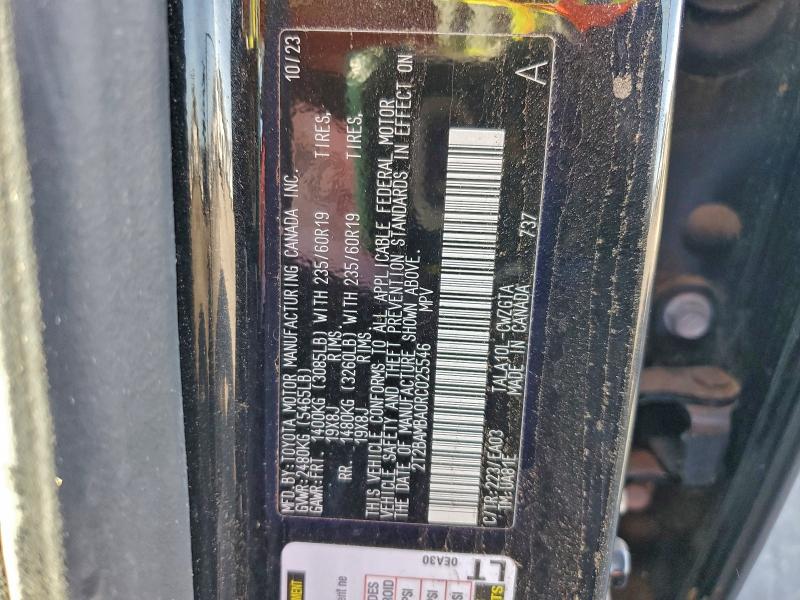 MFD. BY: TOYOTA MOTOR MANUFACTURING CANADA INC. 10/23
GVWR: 2480KG (5465LB)
GAWR: FRT 1400KG (3085LB) WITH 235/60R19 TIRES,
19X8J RIMS
RR. 1480KG (3260LB) WITH 235/60R19 TIRES,
19X8J RIMS
THIS VEHICLE CONFORMS TO ALL APPLICABLE FEDERAL MOTOR
VEHICLE SAFETY AND THEFT PREVENTION STANDARDS IN EFFECT ON
THE DATE OF MANUFACTURE SHOWN ABOVE.
2T2BAMBA0RC025546 MPV
A
C/TR: 223/EA03 TALA10L-CWZGTA
TM: UAB1E MADE IN CANADA 737
0EA30